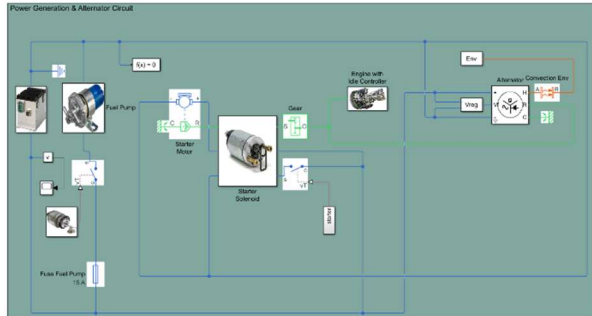 Power Generation & Alternator Circuit
f(x) = 0
Fuel Pump
C
R
Starter
Motor
Gear
B
O
Engine with
Idle Controller
Env
Alternator
Convection Env
A
B
Vreg
H
R
C
V
Starter
Solenoid
vT
Fuse Fuel Pump
15 A